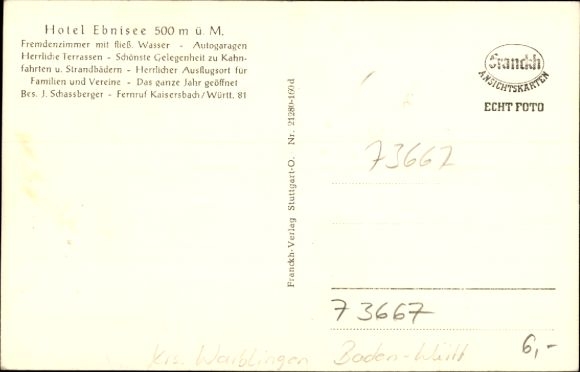 Hotel Ebnisee 500 m ü. M.
Fremdenzimmer mit fließ. Wasser - Autogaragen
Herrliche Terrassen - Schönste Gelegenheit zu Kahn-
fahrten u. Strandbädern - Herrlicher Ausflugsort für
Familien und Vereine - Das ganze Jahr geöffnet
Bes. J. Schassberger - Fernruf Kaisersbach/Württ. 81
Franckh
ANSICHTSKARTEN
ECHT FOTO
Franckh-Verlag Stuttgart-O. Nr. 21280-160d
73667
73667
6,-
Krs. Waiblingen Baden-Württ